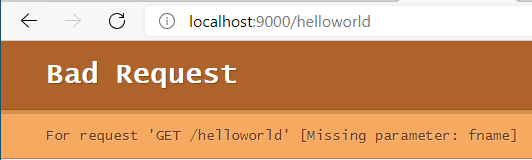 localhost:9000/helloworld
Bad Request
For request 'GET /helloworld' [Missing parameter: fname]